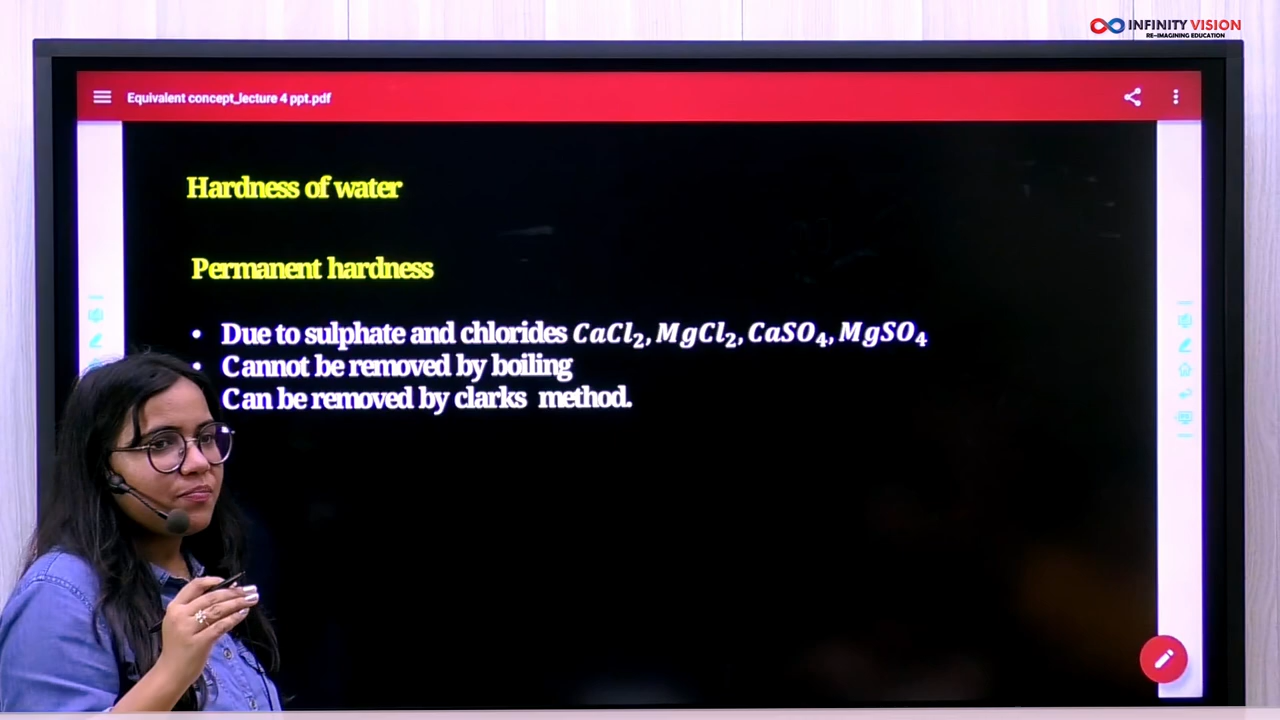 INFINITY VISION
RE-IMAGINING EDUCATION
Equivalent concept_lecture 4 ppt.pdf
Hardness of water
Permanent hardness
• Due to sulphate and chlorides CaCl₂, MgCl₂, CaSO₄, MgSO₄
• Cannot be removed by boiling
Can be removed by clarks method.